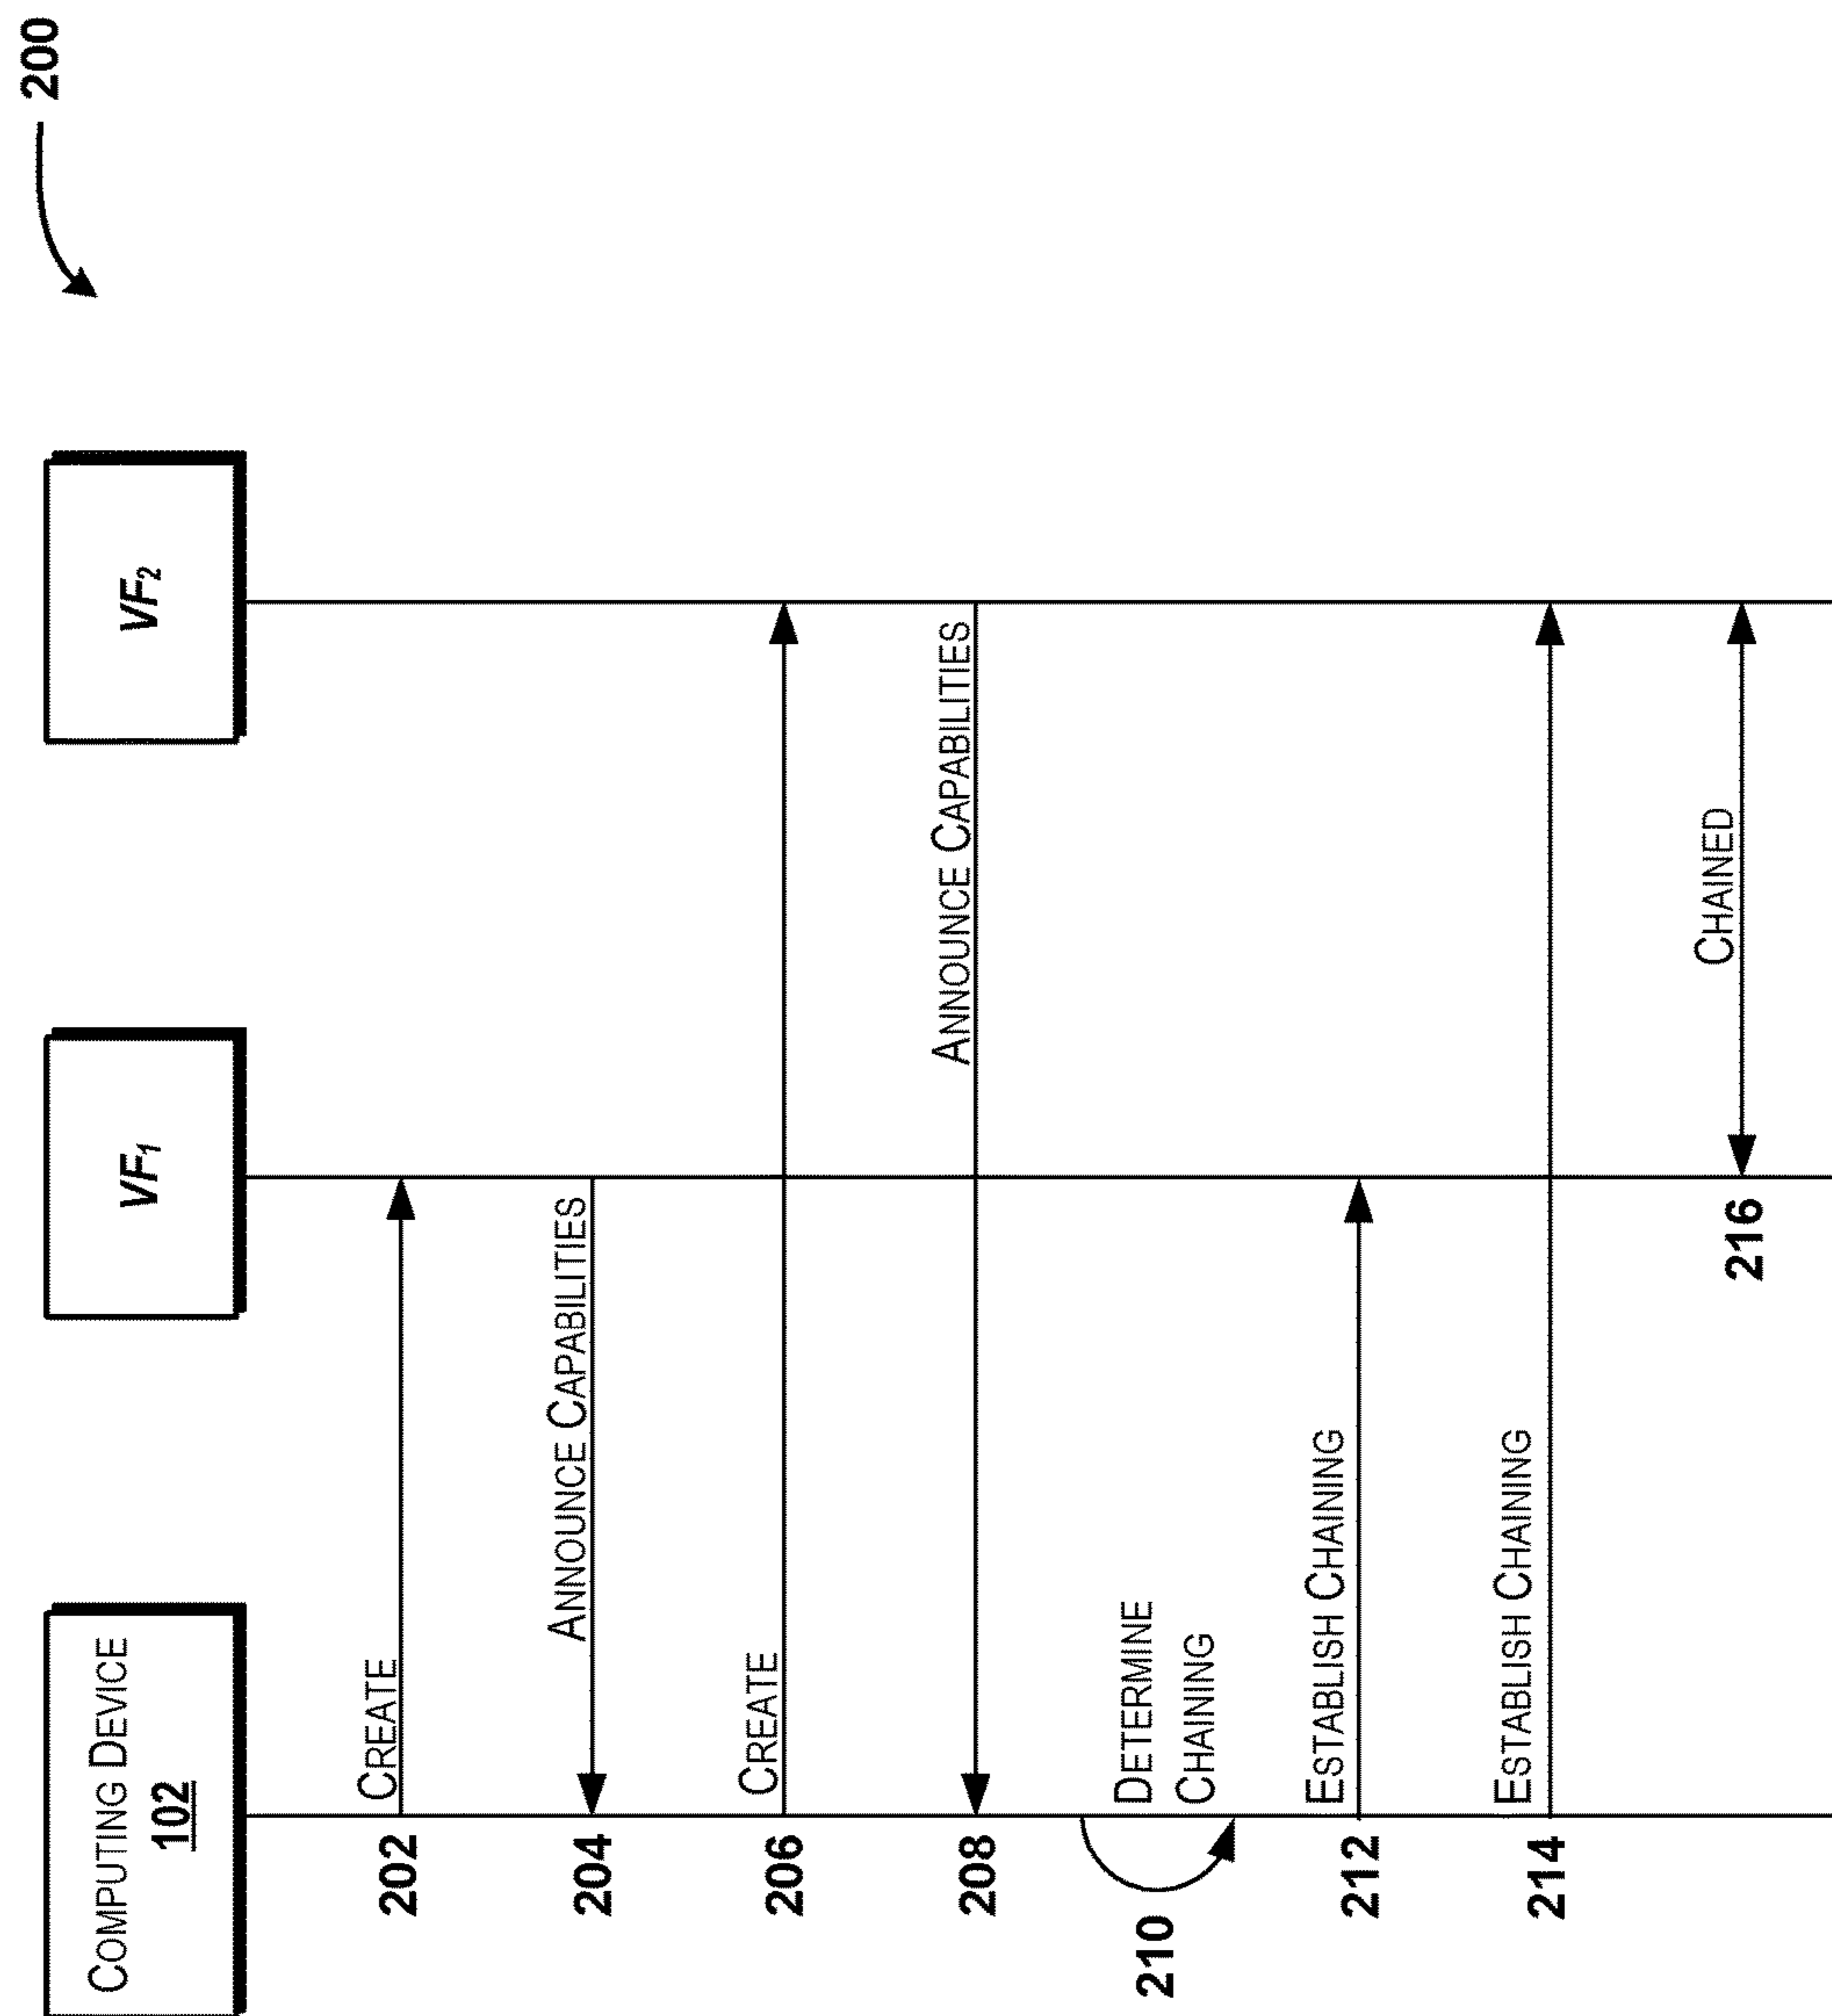 200
COMPUTING DEVICE
102
VF1
VF2
CREATE
202
ANNOUNCE CAPABILITIES
204
CREATE
206
ANNOUNCE CAPABILITIES
208
DETERMINE
CHAINING
210
ESTABLISH CHAINING
212
ESTABLISH CHAINING
214
CHAINED
216